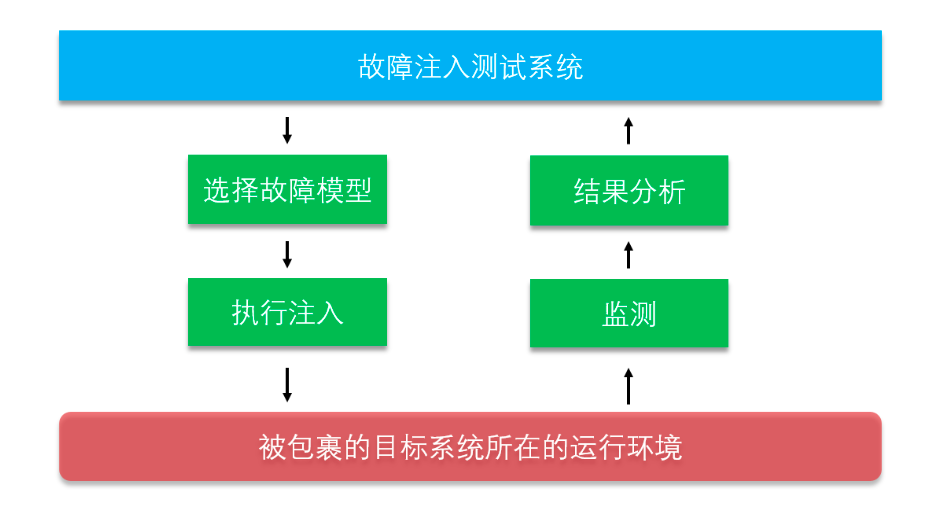 故障注入测试系统
选择故障模型
结果分析
执行注入
监测
被包裹的目标系统所在的运行环境